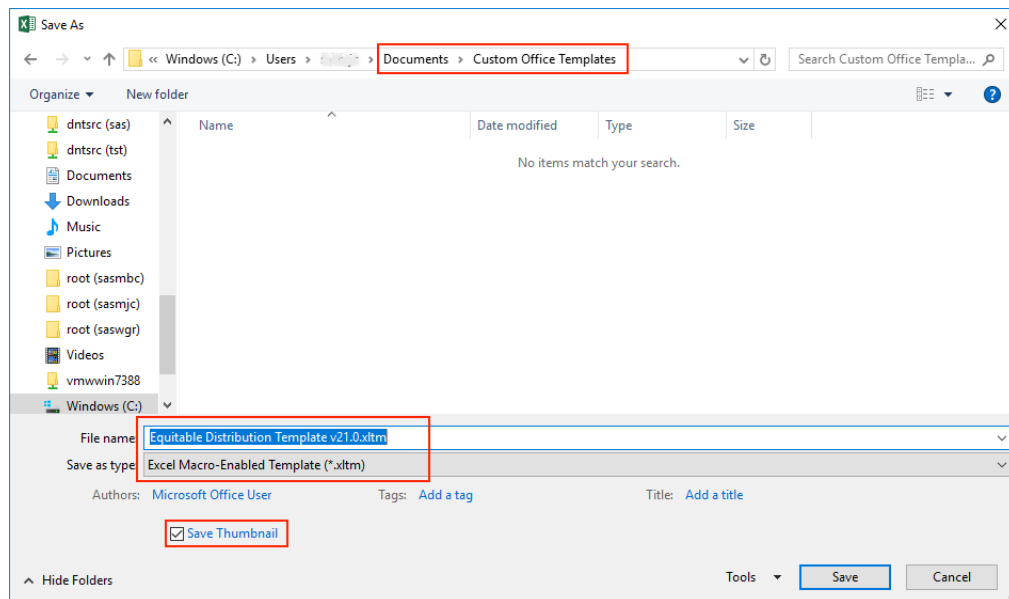 Save As
« Windows (C:) › Users › › Documents › Custom Office Templates
Search Custom Office Templa...
Organize
New folder
?
Name
Date modified
Type
Size
No items match your search.
dntsrc (sas)
dntsrc (tst)
Documents
Downloads
Music
Pictures
root (sasmbc)
root (sasmjc)
root (saswgr)
Videos
vmwwin7388
Windows (C:)
File name: Equitable Distribution Template v21.0.xltm
Save as type: Excel Macro-Enabled Template (*.xltm)
Authors: Microsoft Office User
Tags: Add a tag
Title: Add a title
Save Thumbnail
Hide Folders
Tools
Save
Cancel